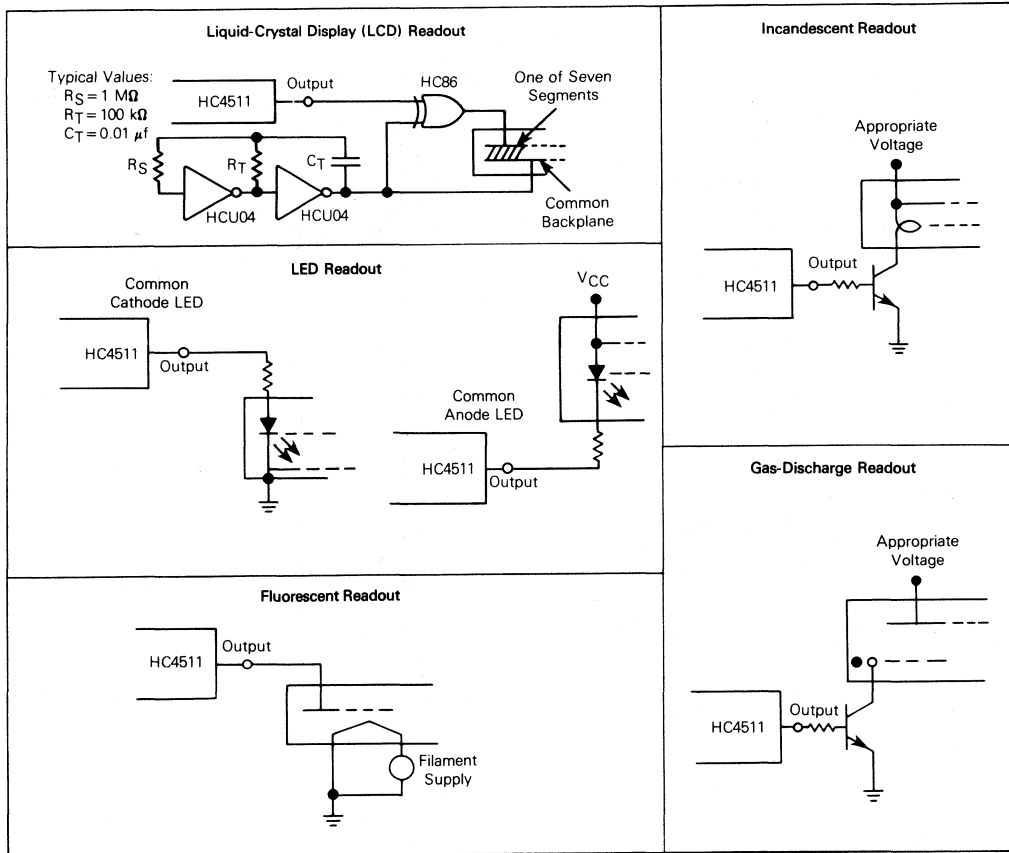 Liquid-Crystal Display (LCD) Readout
Typical Values:
RS = 1 MΩ
RT = 100 kΩ
CT = 0.01 µf
HC4511
Output
HC86
One of Seven
Segments
RS
RT
CT
HCU04
HCU04
Common
Backplane
LED Readout
Common
Cathode LED
HC4511
Output
VCC
Common
Anode LED
HC4511
Output
Fluorescent Readout
HC4511
Output
Filament
Supply
Incandescent Readout
Appropriate
Voltage
HC4511
Output
Gas-Discharge Readout
Appropriate
Voltage
HC4511
Output